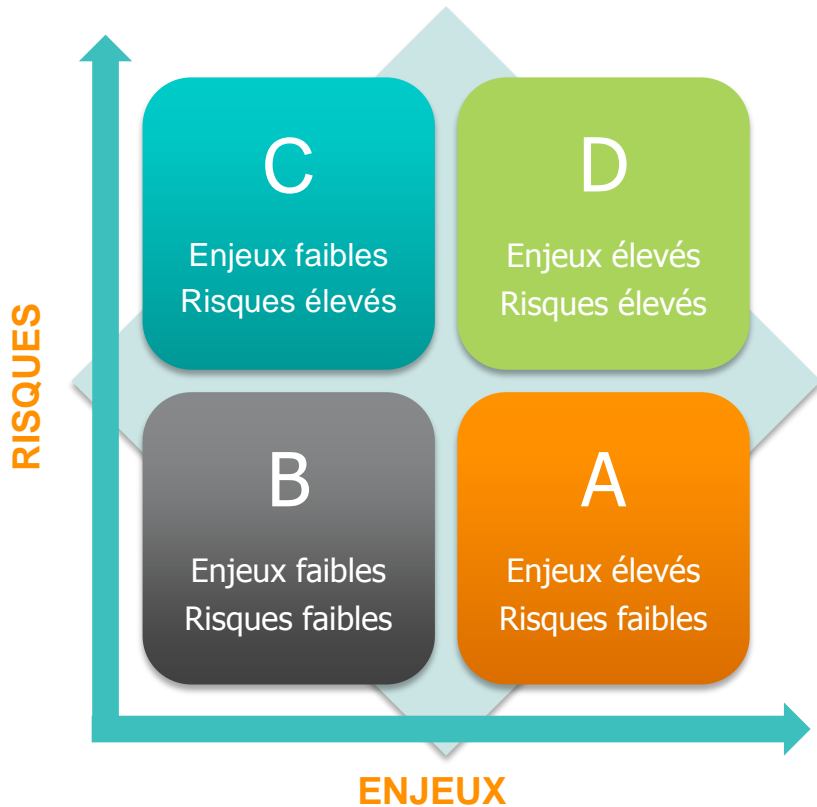 C
Enjeux faibles
Risques élevés
D
Enjeux élevés
Risques élevés
RISQUES
B
Enjeux faibles
Risques faibles
A
Enjeux élevés
Risques faibles
ENJEUX